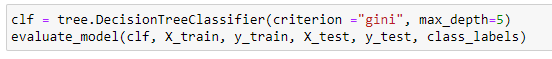 clf = tree.DecisionTreeClassifier(criterion ="gini", max_depth=5)
evaluate_model(clf, X_train, y_train, X_test, y_test, class_labels)